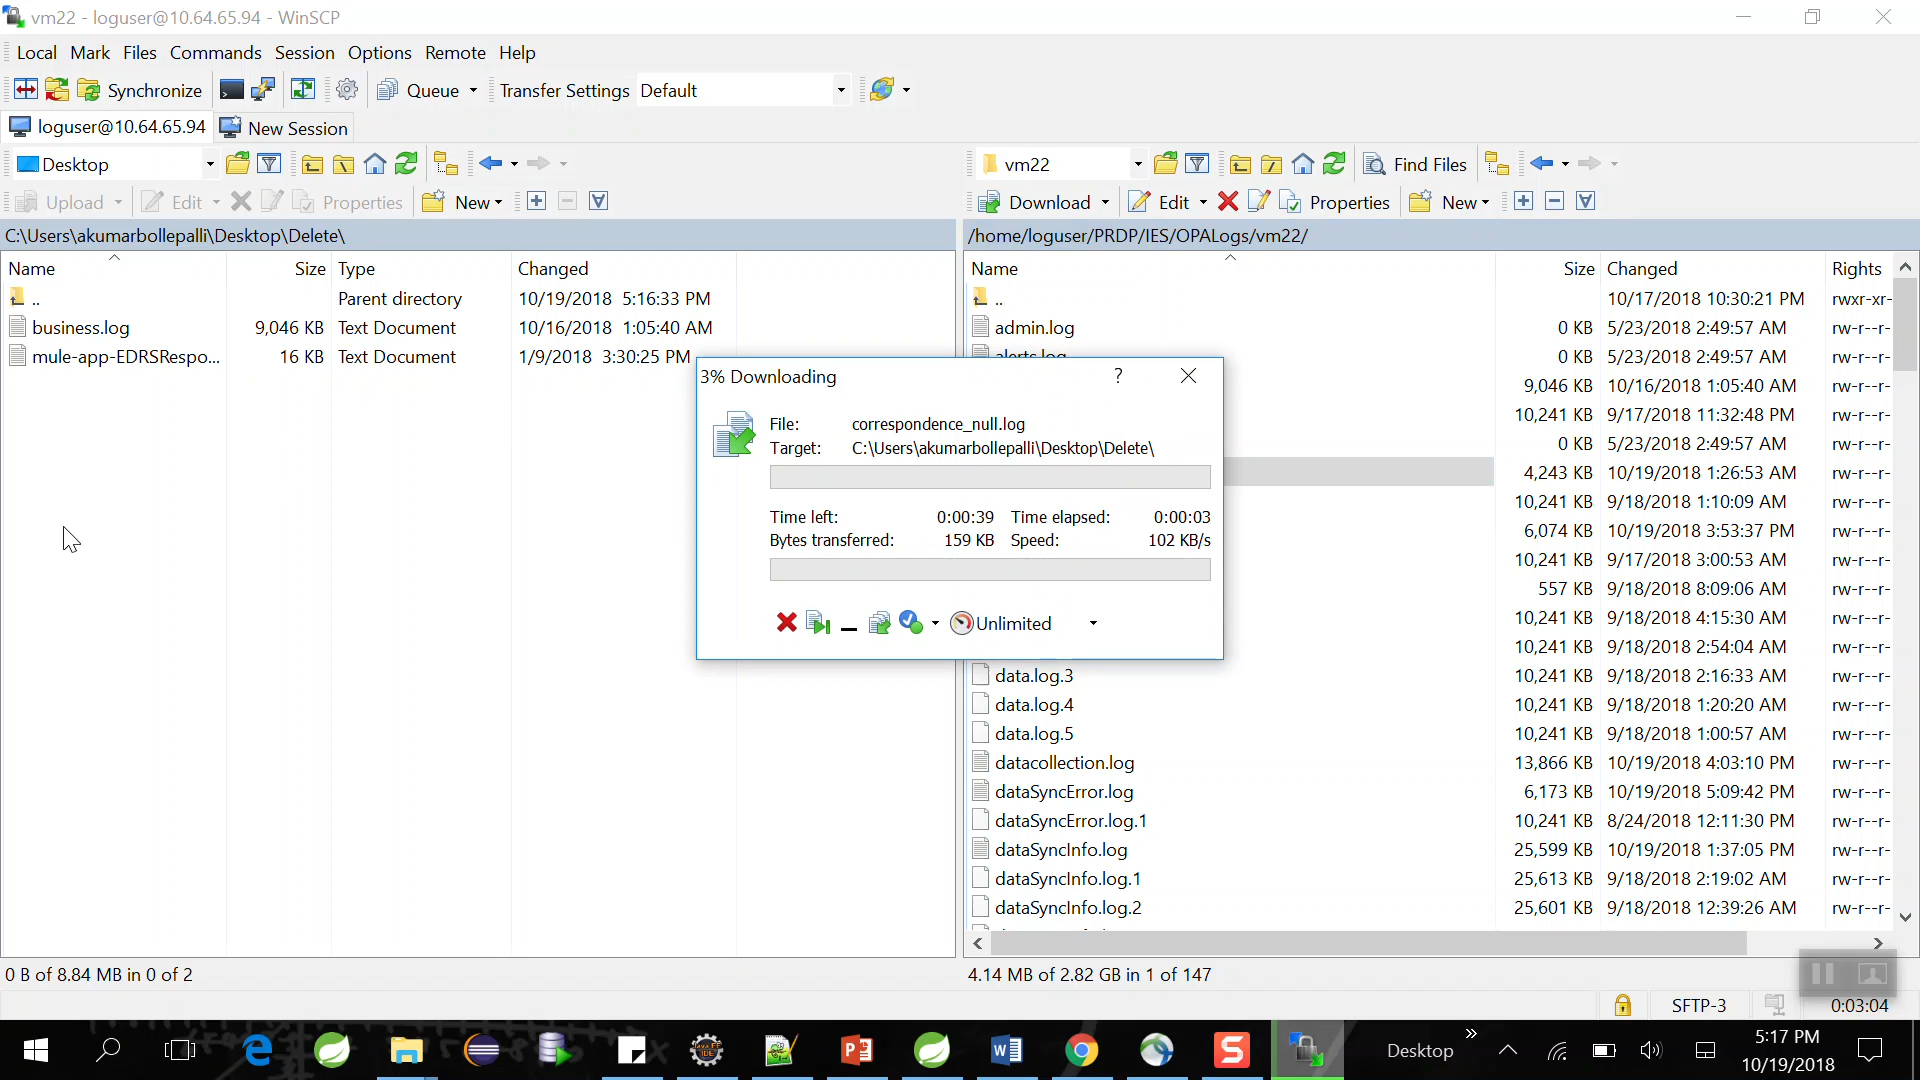 vm22 - loguser@10.64.65.94 - WinSCP
Local Mark Files Commands Session Options Remote Help
Synchronize Queue Transfer Settings Default
loguser@10.64.65.94 New Session
Desktop
vm22 Find Files
Upload Edit Properties New
Download Edit Properties New
C:\Users\akumarbollepalli\Desktop\Delete\
/home/loguser/PRDP/IES/OPALogs/vm22/
Name Size Type Changed
.. Parent directory 10/19/2018 5:16:33 PM
business.log 9,046 KB Text Document 10/16/2018 1:05:40 AM
mule-app-EDRSRespo... 16 KB Text Document 1/9/2018 3:30:25 PM
Name Size Changed Rights
.. 10/17/2018 10:30:21 PM rwxr-xr-
admin.log 0 KB 5/23/2018 2:49:57 AM rw-r--r-
alerts.log 0 KB 5/23/2018 2:49:57 AM rw-r--r-
9,046 KB 10/16/2018 1:05:40 AM rw-r--r-
10,241 KB 9/17/2018 11:32:48 PM rw-r--r-
0 KB 5/23/2018 2:49:57 AM rw-r--r-
4,243 KB 10/19/2018 1:26:53 AM rw-r--r-
10,241 KB 9/18/2018 1:10:09 AM rw-r--r-
6,074 KB 10/19/2018 3:53:37 PM rw-r--r-
10,241 KB 9/17/2018 3:00:53 AM rw-r--r-
557 KB 9/18/2018 8:09:06 AM rw-r--r-
10,241 KB 9/18/2018 4:15:30 AM rw-r--r-
10,241 KB 9/18/2018 2:54:04 AM rw-r--r-
data.log.3 10,241 KB 9/18/2018 2:16:33 AM rw-r--r-
data.log.4 10,241 KB 9/18/2018 1:20:20 AM rw-r--r-
data.log.5 10,241 KB 9/18/2018 1:00:57 AM rw-r--r-
datacollection.log 13,866 KB 10/19/2018 4:03:10 PM rw-r--r-
dataSyncError.log 6,173 KB 10/19/2018 5:09:42 PM rw-r--r-
dataSyncError.log.1 10,241 KB 8/24/2018 12:11:30 PM rw-r--r-
dataSyncInfo.log 25,599 KB 10/19/2018 1:37:05 PM rw-r--r-
dataSyncInfo.log.1 25,613 KB 9/18/2018 2:19:02 AM rw-r--r-
dataSyncInfo.log.2 25,601 KB 9/18/2018 12:39:26 AM rw-r--r-
3% Downloading ?
File: correspondence_null.log
Target: C:\Users\akumarbollepalli\Desktop\Delete\
Time left: 0:00:39 Time elapsed: 0:00:03
Bytes transferred: 159 KB Speed: 102 KB/s
Unlimited
0 B of 8.84 MB in 0 of 2
4.14 MB of 2.82 GB in 1 of 147
SFTP-3 0:03:04
Desktop
5:17 PM
10/19/2018